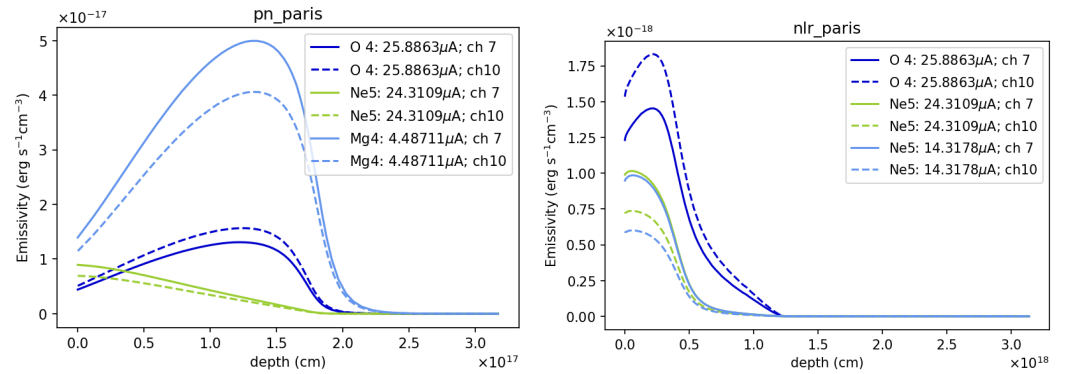 pn_paris
×10⁻¹⁷
O 4: 25.8863μA; ch 7
O 4: 25.8863μA; ch10
Ne5: 24.3109μA; ch 7
Ne5: 24.3109μA; ch10
Mg4: 4.48711μA; ch 7
Mg4: 4.48711μA; ch10
Emissivity (erg s⁻¹cm⁻³)
5
4
3
2
1
0
0.0 0.5 1.0 1.5 2.0 2.5 3.0
depth (cm)
×10¹⁷
nlr_paris
×10⁻¹⁸
O 4: 25.8863μA; ch 7
O 4: 25.8863μA; ch10
Ne5: 24.3109μA; ch 7
Ne5: 24.3109μA; ch10
Ne5: 14.3178μA; ch 7
Ne5: 14.3178μA; ch10
Emissivity (erg s⁻¹cm⁻³)
1.75
1.50
1.25
1.00
0.75
0.50
0.25
0.00
0.0 0.5 1.0 1.5 2.0 2.5 3.0
depth (cm)
×10¹⁸